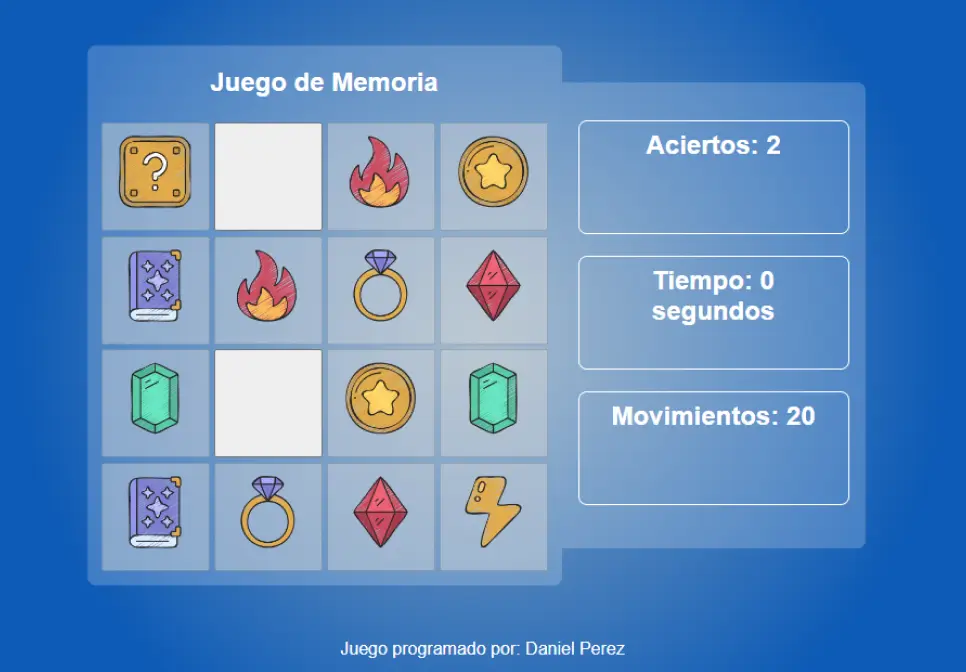 Juego de Memoria
?
Aciertos: 2
Tiempo: 0
segundos
Movimientos: 20
Juego programado por: Daniel Perez